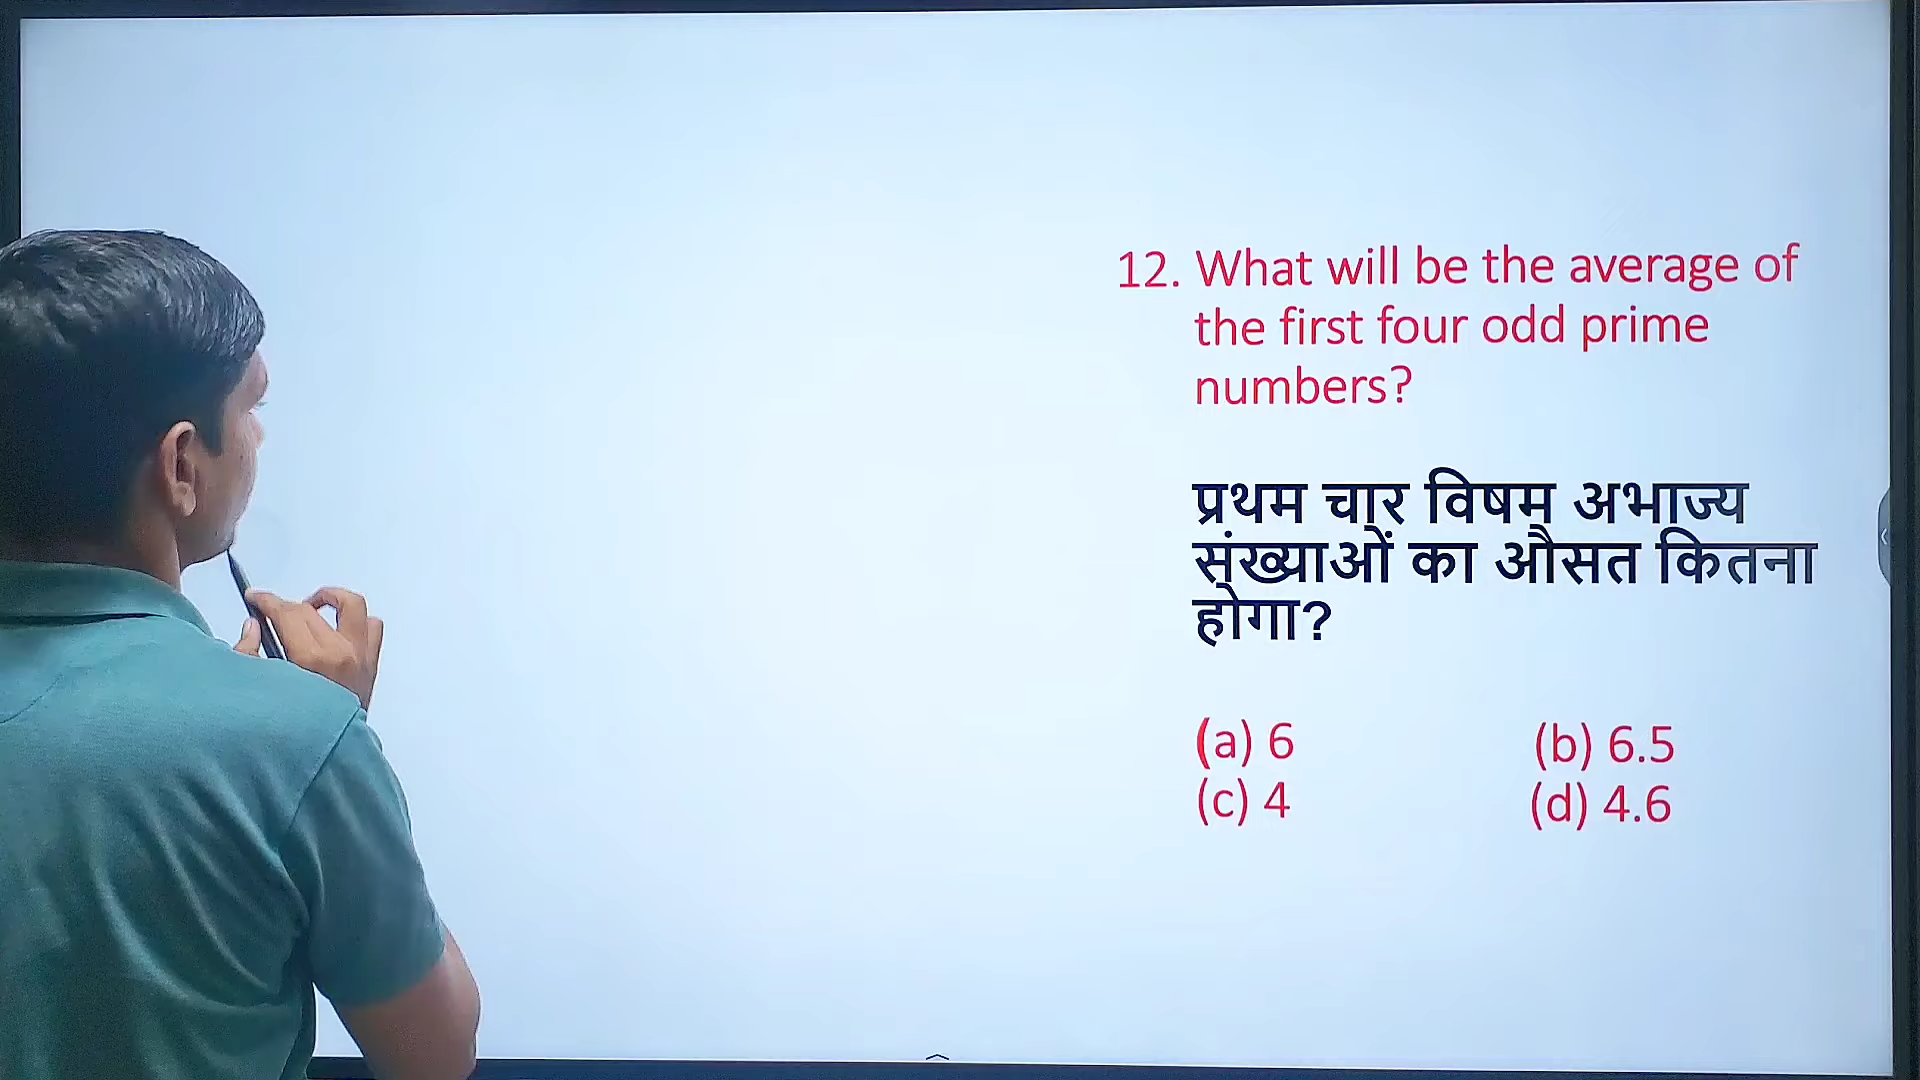 12. What will be the average of
the first four odd prime
numbers?
प्रथम चार विषम अभाज्य
संख्याओं का औसत कितना
होगा?
(a) 6 (b) 6.5
(c) 4 (d) 4.6